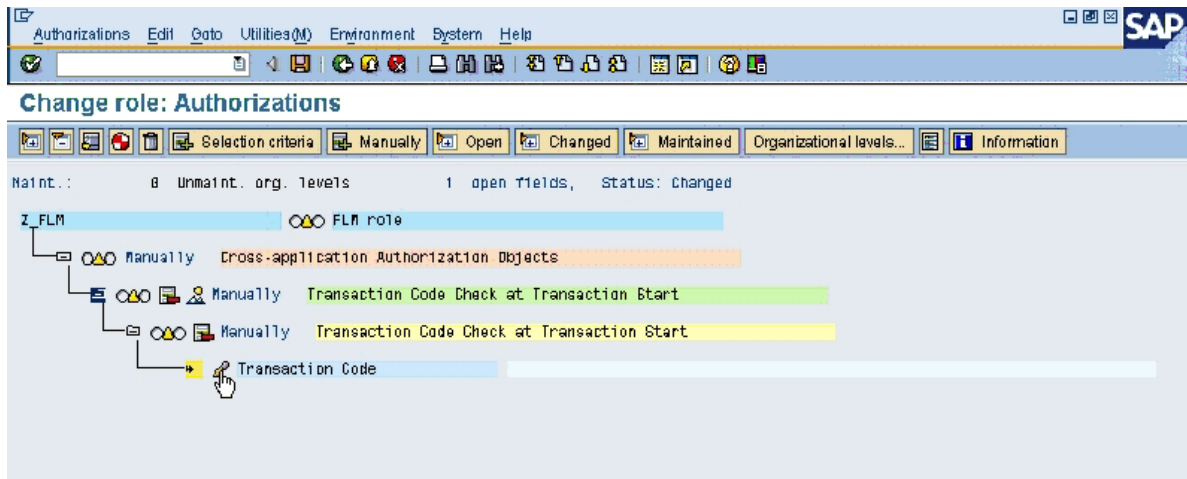 Authorizations Edit Goto Utilities(M) Environment System Help
SAP
Change role: Authorizations
Selection criteria Manually Open Changed Maintained Organizational levels... Information
Maint.: 0 Unmaint. org. levels 1 open fields, Status: Changed
Z_FLM FLM role
Manually Cross-application Authorization Objects
Manually Transaction Code Check at Transaction Start
Manually Transaction Code Check at Transaction Start
Transaction Code